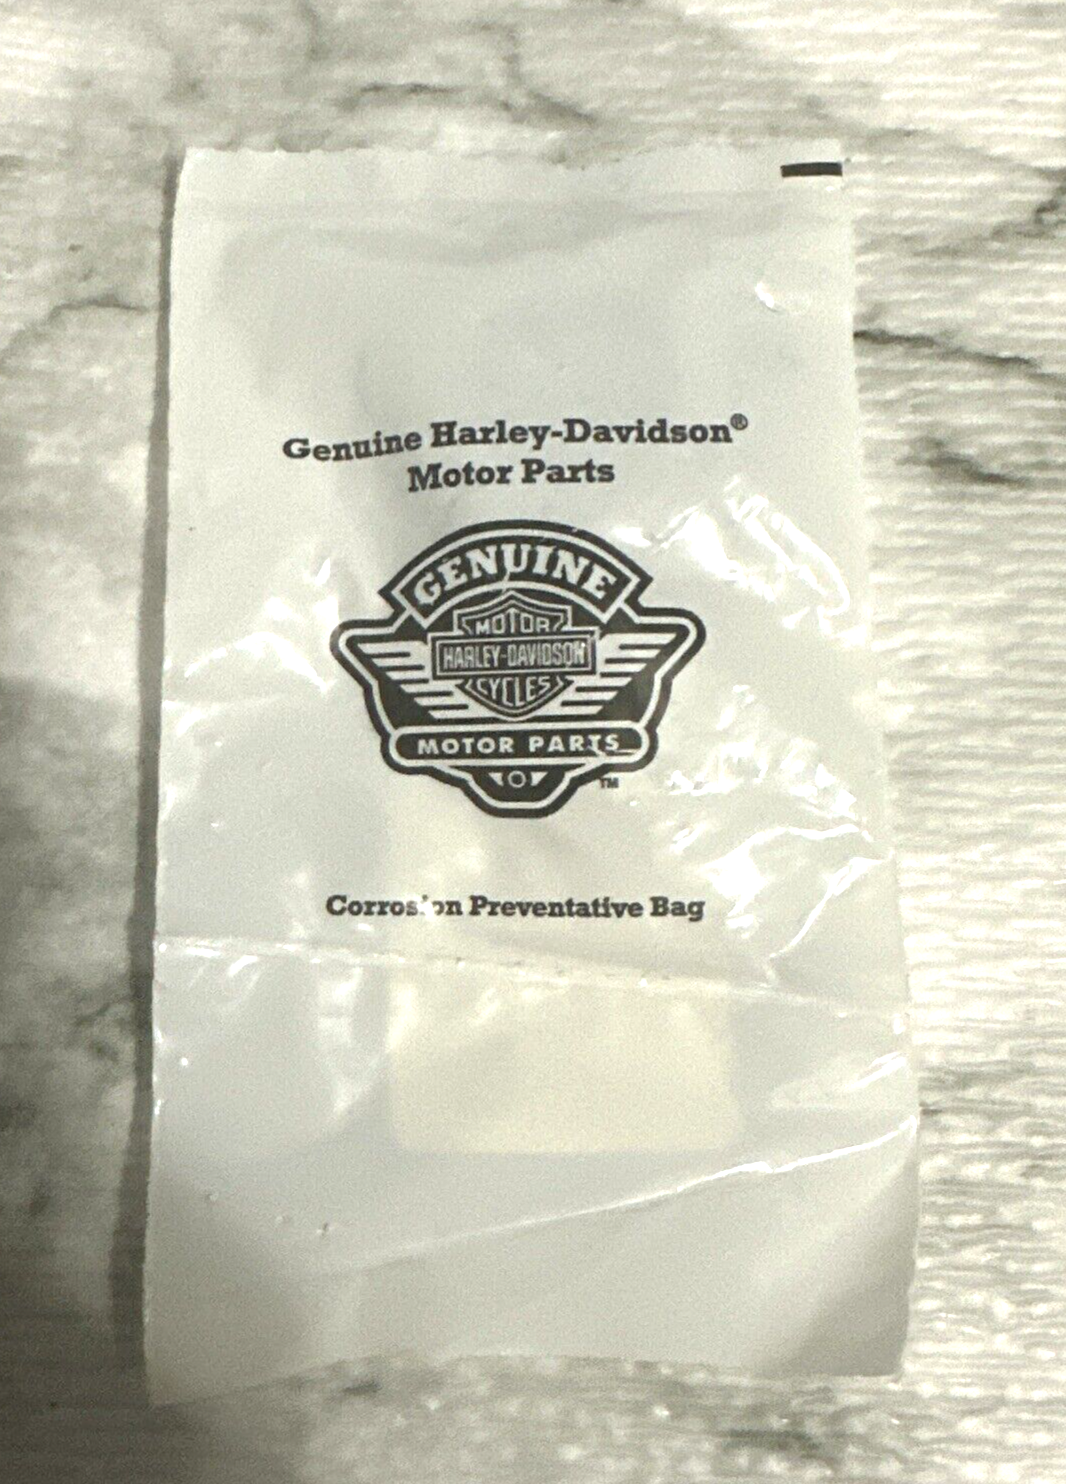 Genuine Harley-Davidson®
Motor Parts
GENUINE
MOTOR
HARLEY-DAVIDSON
CYCLES
MOTOR PARTS
TM
Corrosion Preventative Bag